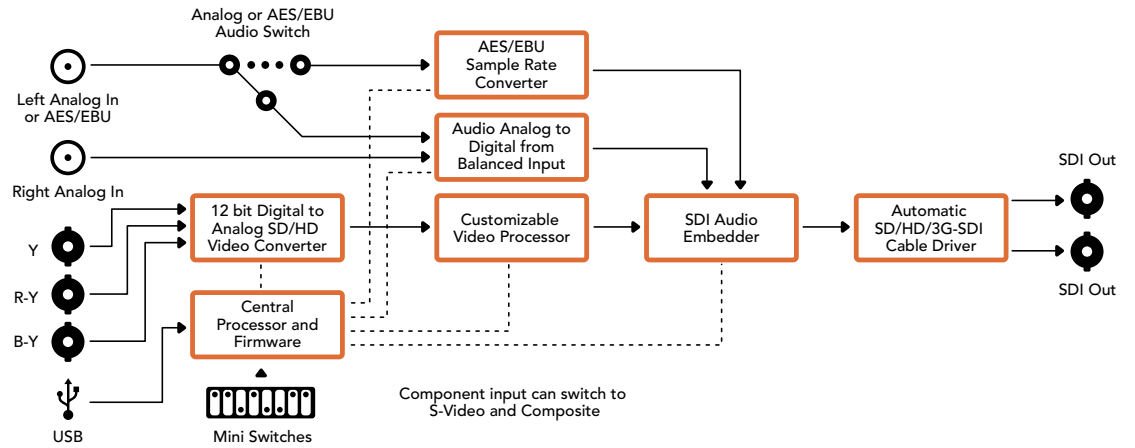 Analog or AES/EBU
Audio Switch
Left Analog In
or AES/EBU
Right Analog In
AES/EBU
Sample Rate
Converter
Audio Analog to
Digital from
Balanced Input
Y
R-Y
B-Y
USB
12 bit Digital to
Analog SD/HD
Video Converter
Customizable
Video Processor
SDI Audio
Embedder
Automatic
SD/HD/3G-SDI
Cable Driver
SDI Out
SDI Out
Central
Processor and
Firmware
Mini Switches
Component input can switch to
S-Video and Composite